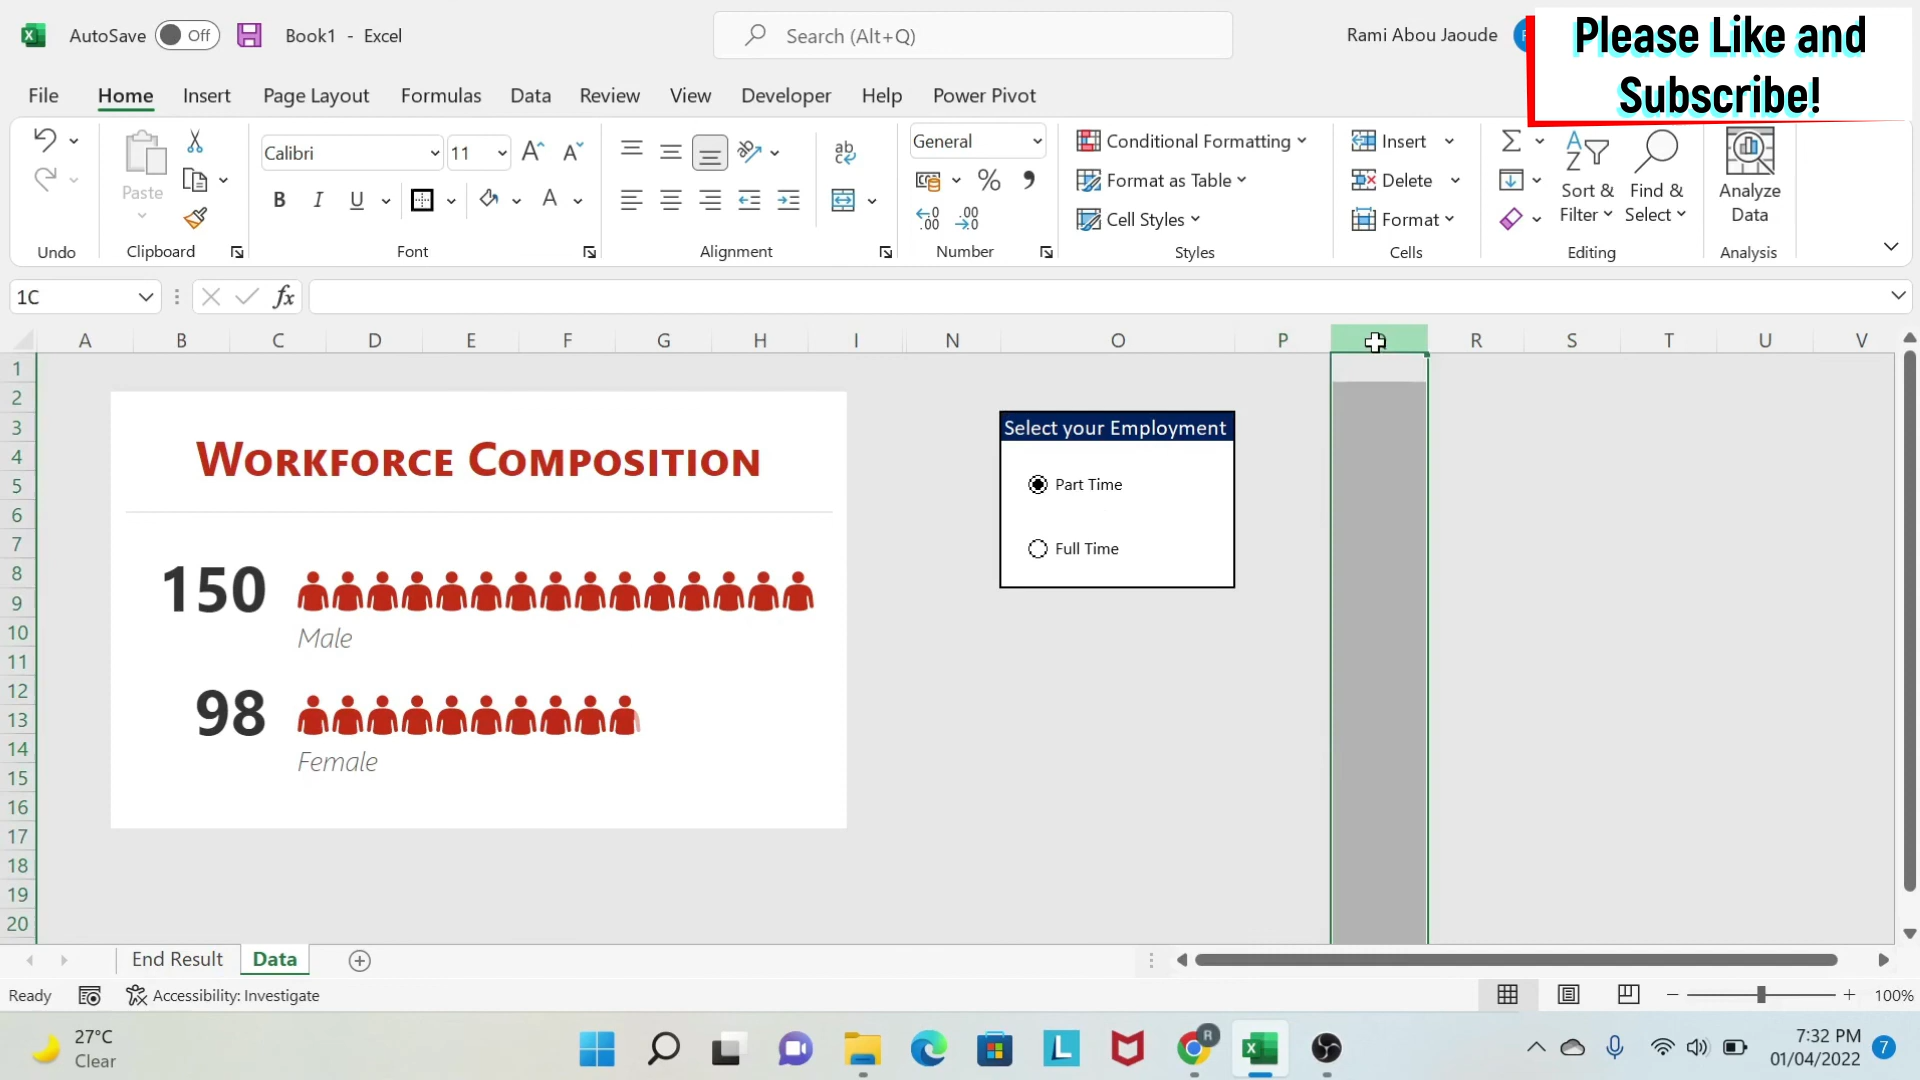 AutoSave Off Book1 - Excel Search (Alt+Q) Rami Abou Jaoude
Please Like and
Subscribe!
File Home Insert Page Layout Formulas Data Review View Developer Help Power Pivot
Paste
Calibri 11
B I U A
ab
General
% 9
Conditional Formatting
Format as Table
Cell Styles
Insert
Delete
Format
Sort &
Filter
Find &
Select
Analyze
Data
Undo Clipboard Font Alignment Number Styles Cells Editing Analysis
1C fx
A B C D E F G H I N O P R S T U V
1
2
3
4
5
6
7
8
9
10
11
12
13
14
15
16
17
18
19
20
Workforce Composition
150
Male
98
Female
Select your Employment
Part Time
Full Time
End Result Data
Ready Accessibility: Investigate 100%
27°C
Clear
7:32 PM
01/04/2022
7